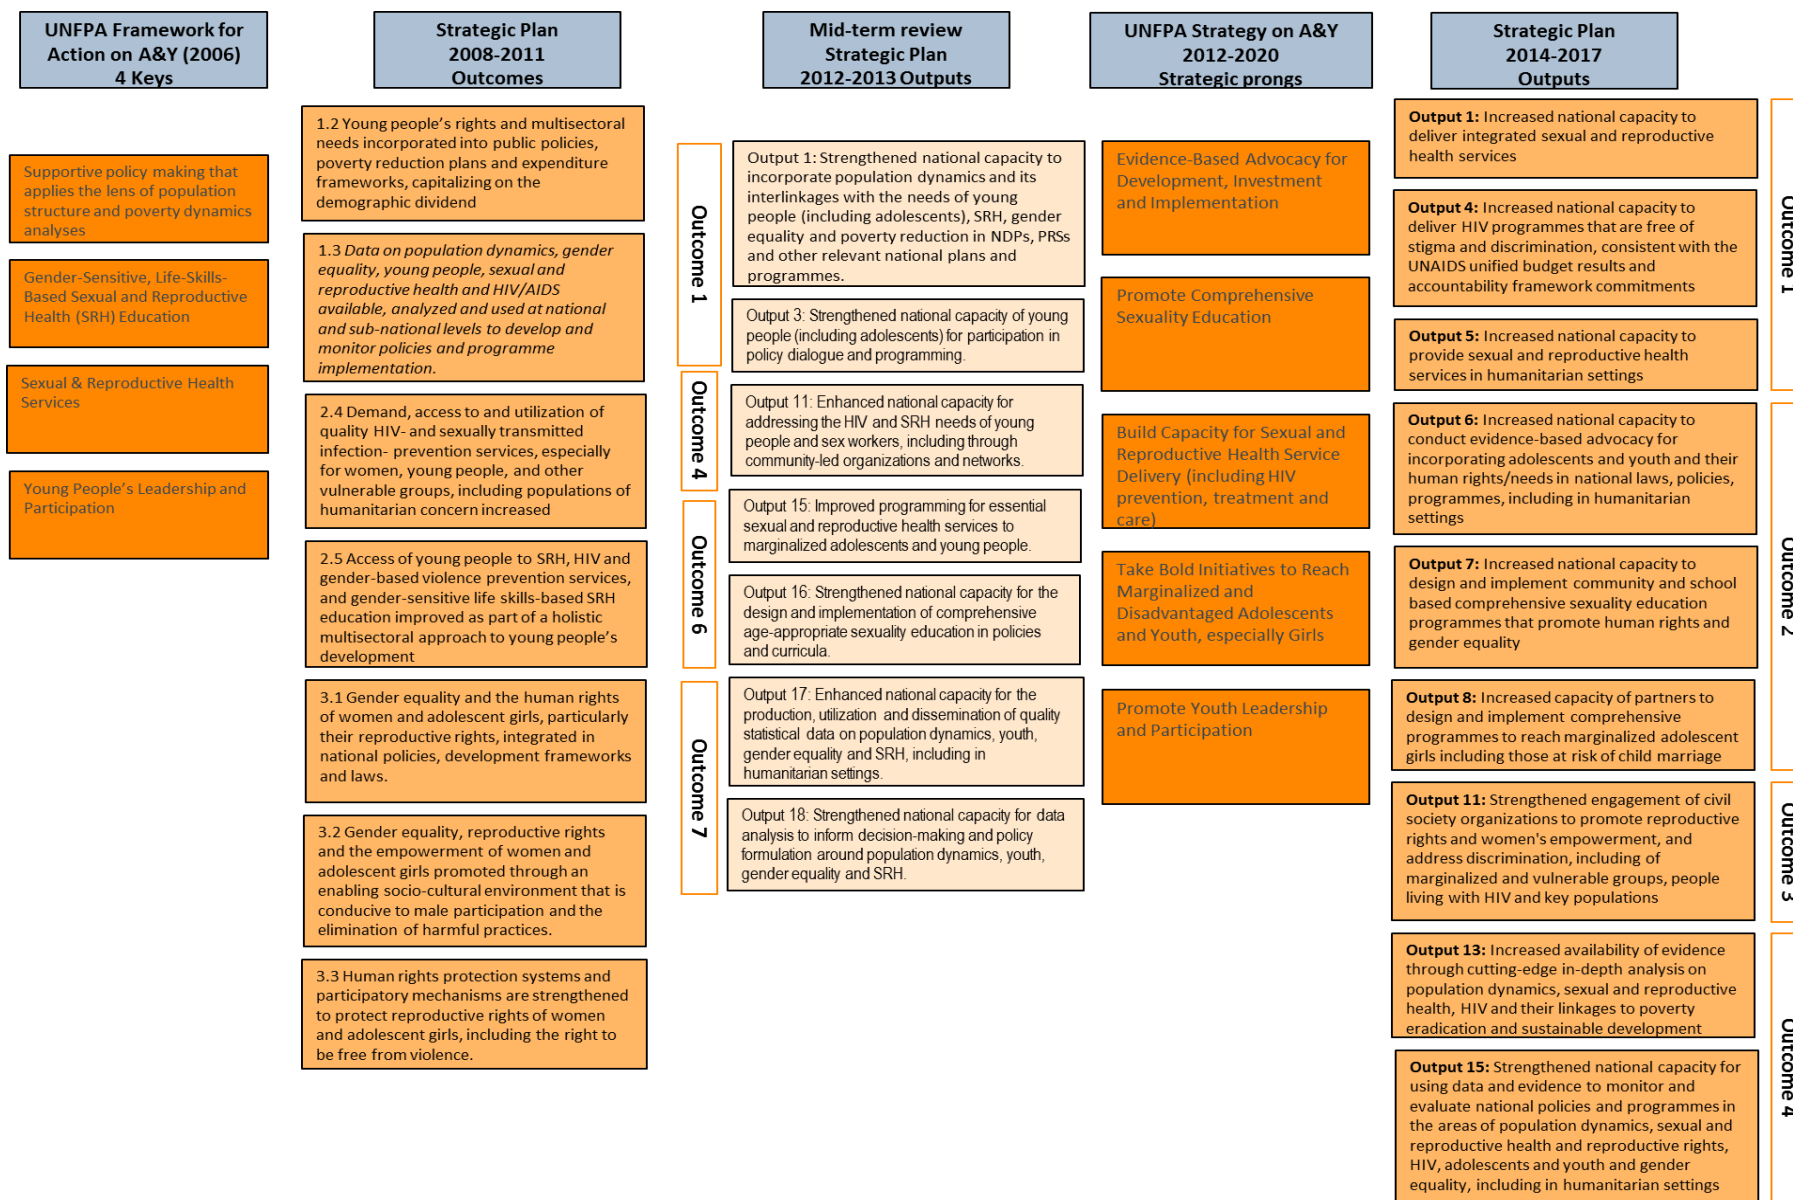 UNFPA Framework for
Action on A&Y (2006)
4 Keys
Supportive policy making that
applies the lens of population
structure and poverty dynamics
analyses
Gender-Sensitive, Life-Skills-
Based Sexual and Reproductive
Health (SRH) Education
Sexual & Reproductive Health
Services
Young People's Leadership and
Participation
Strategic Plan
2008-2011
Outcomes
1.2 Young people's rights and multisectoral
needs incorporated into public policies,
poverty reduction plans and expenditure
frameworks, capitalizing on the
demographic dividend
1.3 Data on population dynamics, gender
equality, young people, sexual and
reproductive health and HIV/AIDS
available, analyzed and used at national
and sub-national levels to develop and
monitor policies and programme
implementation.
2.4 Demand, access to and utilization of
quality HIV- and sexually transmitted
infection- prevention services, especially
for women, young people, and other
vulnerable groups, including populations of
humanitarian concern increased
2.5 Access of young people to SRH, HIV and
gender-based violence prevention services,
and gender-sensitive life skills-based SRH
education improved as part of a holistic
multisectoral approach to young people's
development
3.1 Gender equality and the human rights
of women and adolescent girls, particularly
their reproductive rights, integrated in
national policies, development frameworks
and laws.
3.2 Gender equality, reproductive rights
and the empowerment of women and
adolescent girls promoted through an
enabling socio-cultural environment that is
conducive to male participation and the
elimination of harmful practices.
3.3 Human rights protection systems and
participatory mechanisms are strengthened
to protect reproductive rights of women
and adolescent girls, including the right to
be free from violence.
Mid-term review
Strategic Plan
2012-2013 Outputs
Outcome 1
Output 1: Strengthened national capacity to
incorporate population dynamics and its
interlinkages with the needs of young
people (including adolescents), SRH, gender
equality and poverty reduction in NDPs, PRSs
and other relevant national plans and
programmes.
Output 3: Strengthened national capacity of young
people (including adolescents) for participation in
policy dialogue and programming.
Outcome 4
Output 11: Enhanced national capacity for
addressing the HIV and SRH needs of young
people and sex workers, including through
community-led organizations and networks.
Outcome 6
Output 15: Improved programming for essential
sexual and reproductive health services to
marginalized adolescents and young people.
Output 16: Strengthened national capacity for the
design and implementation of comprehensive
age-appropriate sexuality education in policies
and curricula.
Outcome 7
Output 17: Enhanced national capacity for the
production, utilization and dissemination of quality
statistical data on population dynamics, youth,
gender equality and SRH, including in
humanitarian settings.
Output 18: Strengthened national capacity for data
analysis to inform decision-making and policy
formulation around population dynamics, youth,
gender equality and SRH.
UNFPA Strategy on A&Y
2012-2020
Strategic prongs
Evidence-Based Advocacy for
Development, Investment
and Implementation
Promote Comprehensive
Sexuality Education
Build Capacity for Sexual and
Reproductive Health Service
Delivery (including HIV
prevention, treatment and
care)
Take Bold Initiatives to Reach
Marginalized and
Disadvantaged Adolescents
and Youth, especially Girls
Promote Youth Leadership
and Participation
Strategic Plan
2014-2017
Outputs
Output 1: Increased national capacity to
deliver integrated sexual and reproductive
health services
Output 4: Increased national capacity to
deliver HIV programmes that are free of
stigma and discrimination, consistent with the
UNAIDS unified budget results and
accountability framework commitments
Output 5: Increased national capacity to
provide sexual and reproductive health
services in humanitarian settings
Outcome 1
Output 6: Increased national capacity to
conduct evidence-based advocacy for
incorporating adolescents and youth and their
human rights/needs in national laws, policies,
programmes, including in humanitarian
settings
Output 7: Increased national capacity to
design and implement community and school
based comprehensive sexuality education
programmes that promote human rights and
gender equality
Output 8: Increased capacity of partners to
design and implement comprehensive
programmes to reach marginalized adolescent
girls including those at risk of child marriage
Outcome 2
Output 11: Strengthened engagement of civil
society organizations to promote reproductive
rights and women's empowerment, and
address discrimination, including of
marginalized and vulnerable groups, people
living with HIV and key populations
Outcome 3
Output 13: Increased availability of evidence
through cutting-edge in-depth analysis on
population dynamics, sexual and reproductive
health, HIV and their linkages to poverty
eradication and sustainable development
Output 15: Strengthened national capacity for
using data and evidence to monitor and
evaluate national policies and programmes in
the areas of population dynamics, sexual and
reproductive health and reproductive rights,
HIV, adolescents and youth and gender
equality, including in humanitarian settings
Outcome 4